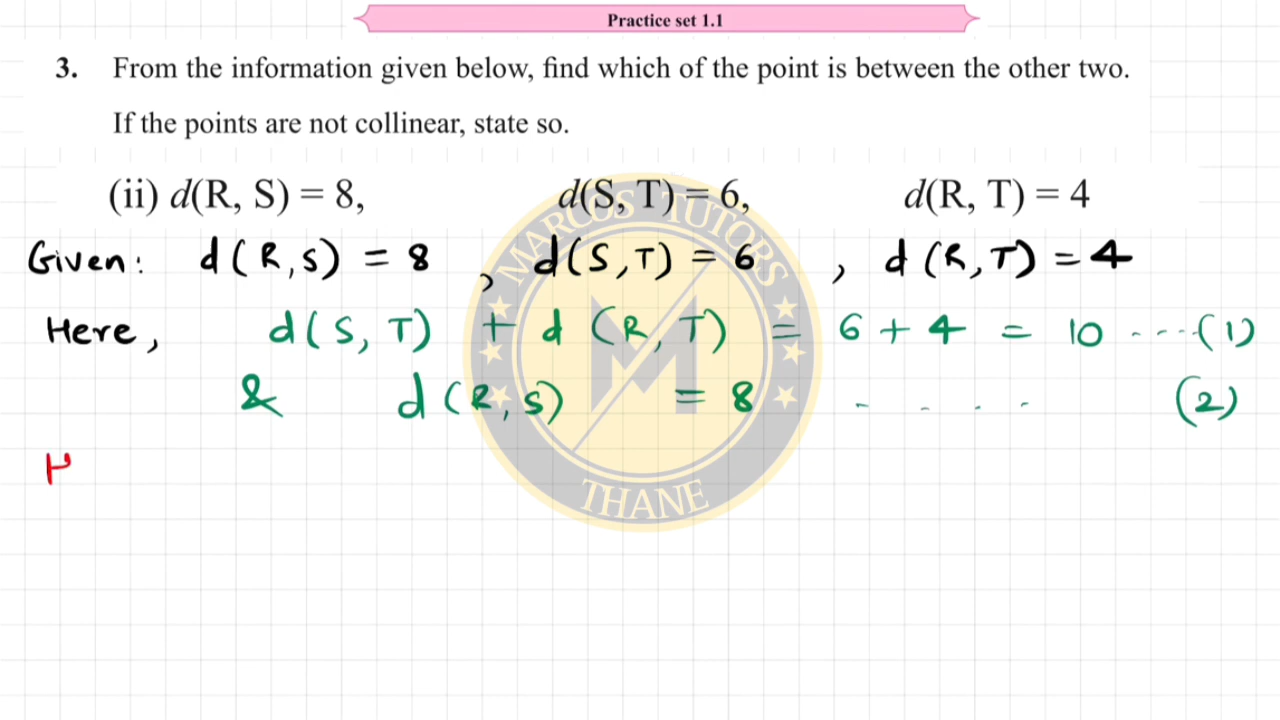 Practice set 1.1
3. From the information given below, find which of the point is between the other two.
If the points are not collinear, state so.
(ii) d(R, S) = 8, d(S, T) = 6, d(R, T) = 4
Given: d(R,S) = 8 , d(S,T) = 6 , d(R,T) = 4
Here, d(S, T) + d(R, T) = 6 + 4 = 10 ---- (1)
& d(R,S) = 8 - - - - (2)
MARCOS TUTORS
M
THANE